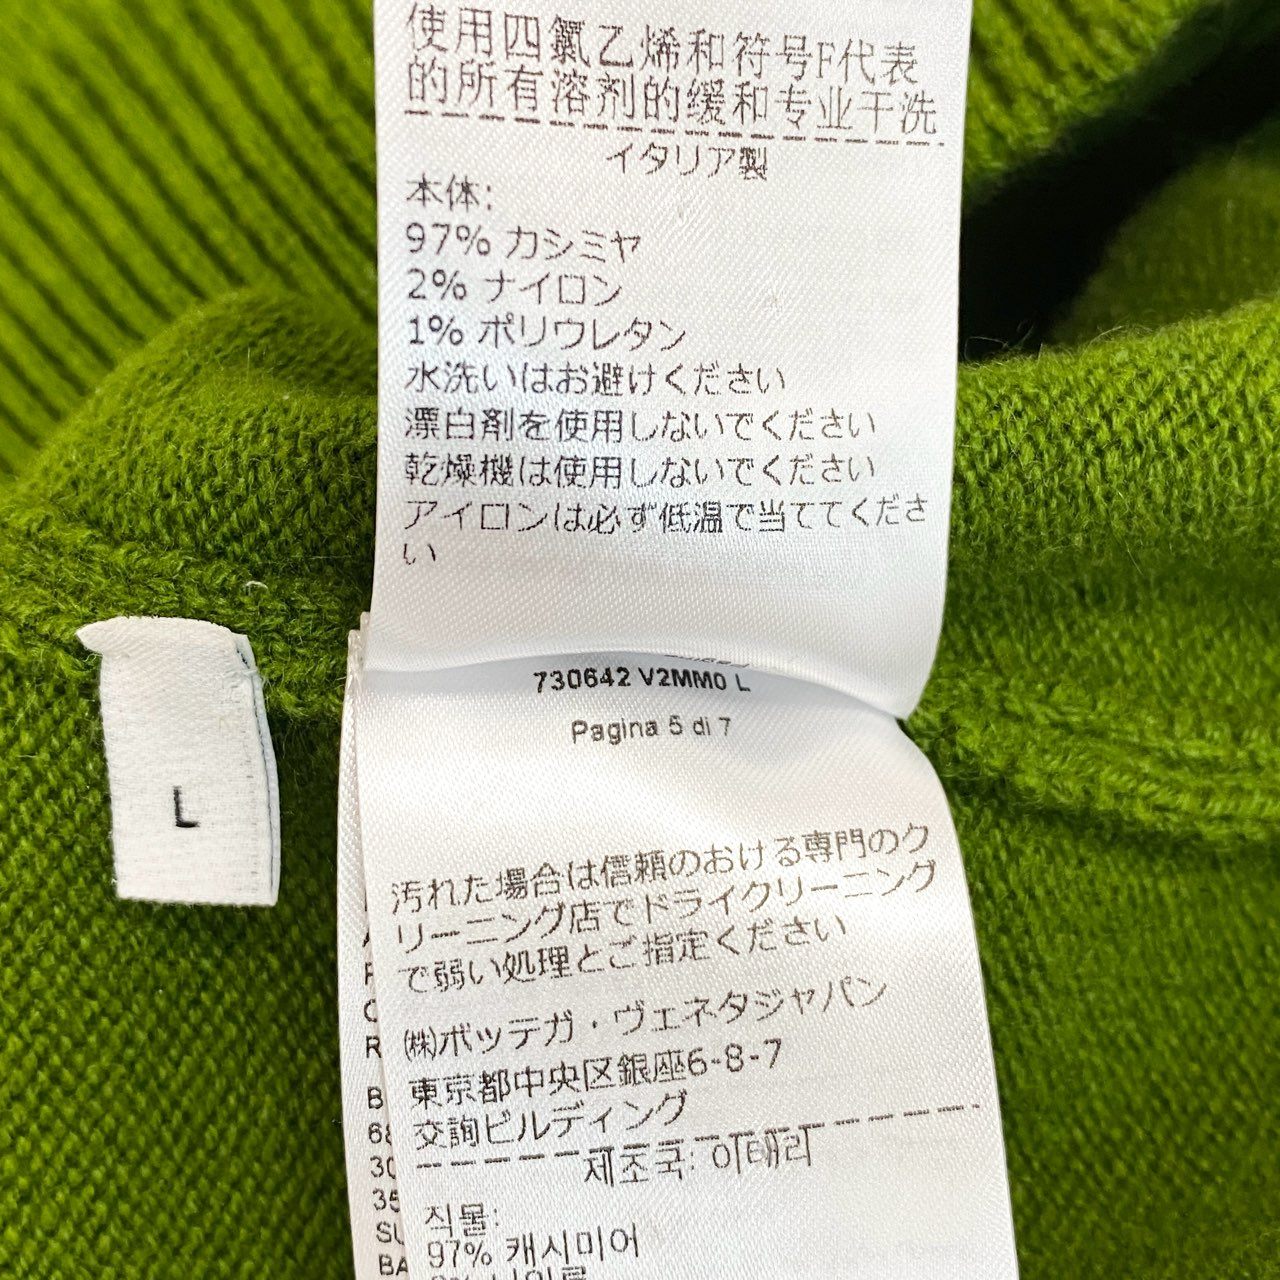 使用四氯乙烯和符号F代表
的所有溶剂的缓和专业干洗
イタリア製
本体:
97% カシミヤ
2% ナイロン
1% ポリウレタン
水洗いはお避けください
漂白剤を使用しないでください
乾燥機は使用しないでください
アイロンは必ず低温で当ててくださ
い
L
730642 V2MM0 L
Pagina 5 di 7
汚れた場合は信頼のおける専門のク
リーニング店でドライクリーニング
で弱い処理とご指定ください
(株)ボッテガ・ヴェネタジャパン
東京都中央区銀座6-8-7
交詢ビルディング
제조국: 이태리
직물:
97% 캐시미어